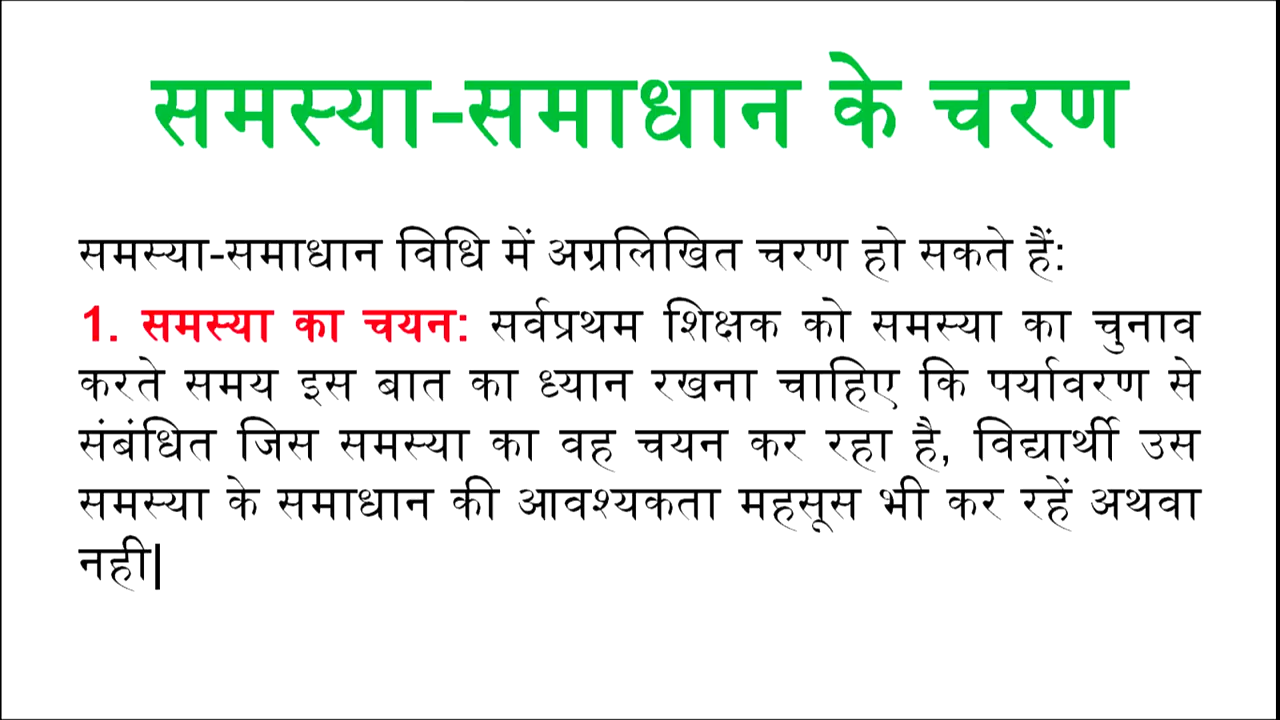 समस्या-समाधान के चरण
समस्या-समाधान विधि में अग्रलिखित चरण हो सकते हैं:
1. समस्या का चयन: सर्वप्रथम शिक्षक को समस्या का चुनाव
करते समय इस बात का ध्यान रखना चाहिए कि पर्यावरण से
संबंधित जिस समस्या का वह चयन कर रहा है, विद्यार्थी उस
समस्या के समाधान की आवश्यकता महसूस भी कर रहें अथवा
नही|